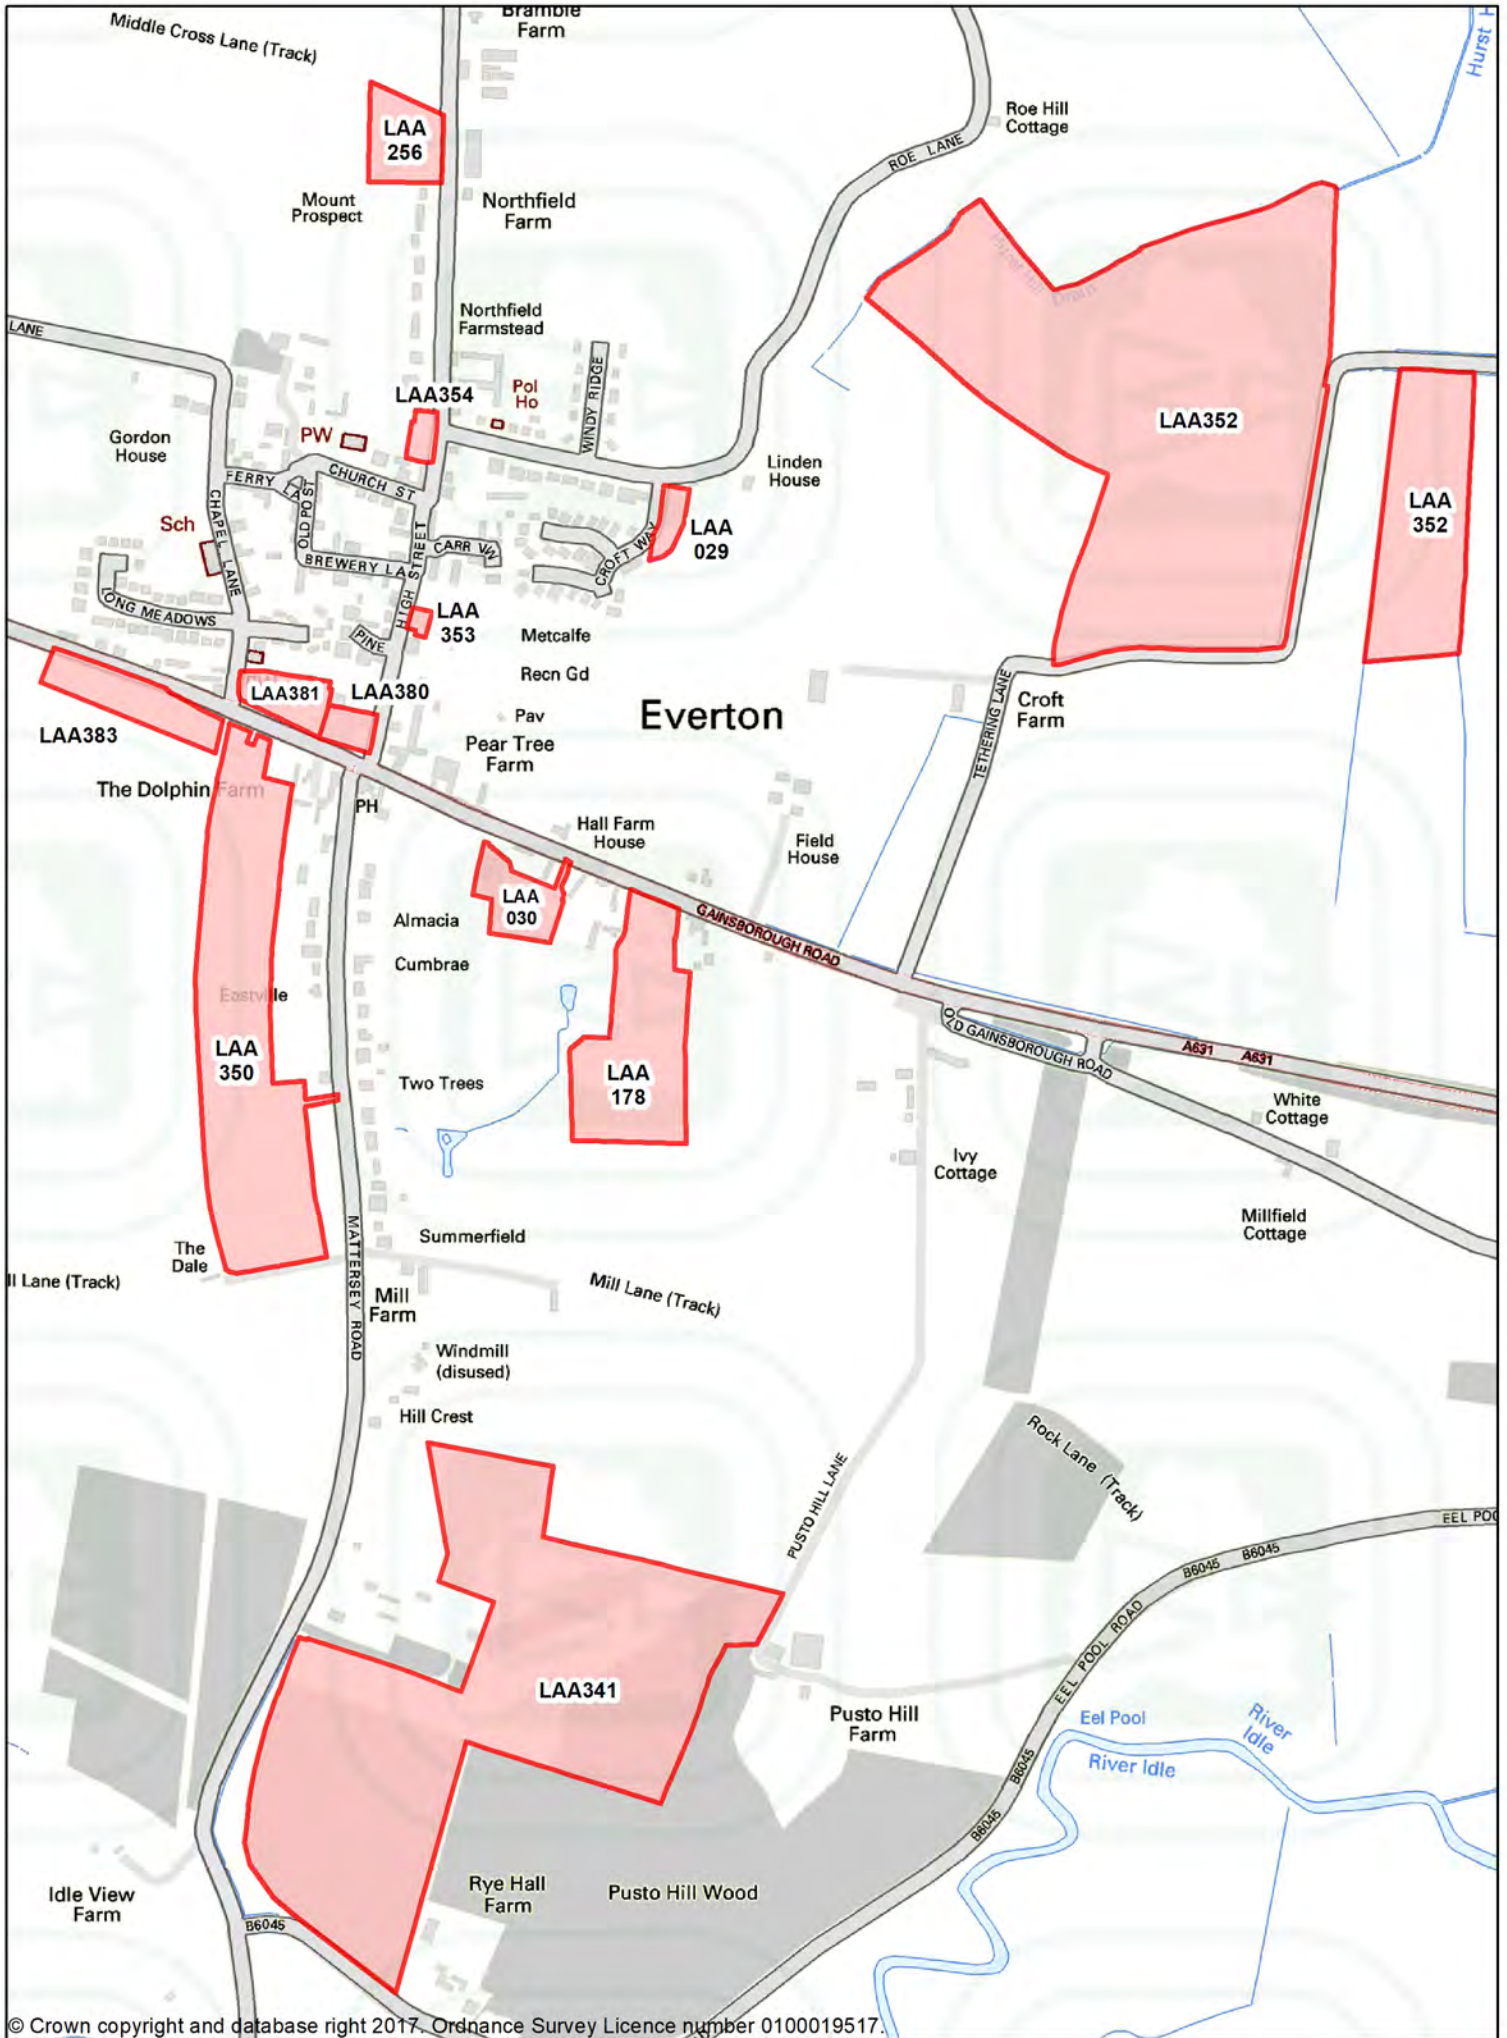 Middle Cross Lane (Track)
Bramble
Farm
Hurst H
Roe Hill
Cottage
ROE LANE
LAA
256
Mount
Prospect
Northfield
Farm
Northfield
Farmstead
LANE
LAA354
Pol
Ho
WINDY RIDGE
PW
Gordon
House
FERRY LA
CHURCH ST
OLD POST
Sch
CHAPEL LANE
BREWERY LA
HIGH STREET
CARR VW
CROFT WAY
Linden
House
LAA
029
LAA352
LAA
352
LONG MEADOWS
PINE
LAA
353
Metcalfe
Recn Gd
Pav
Pear Tree
Farm
Everton
Croft
Farm
TETHERING LANE
LAA381
LAA380
LAA383
The Dolphin Farm
PH
Hall Farm
House
Field
House
LAA
030
Almacia
Cumbrae
GAINSBOROUGH ROAD
OLD GAINSBOROUGH ROAD
A631
A631
Eastville
LAA
350
Two Trees
LAA
178
White
Cottage
Ivy
Cottage
Millfield
Cottage
MATTERSEY ROAD
Summerfield
The
Dale
ll Lane (Track)
Mill Lane (Track)
Mill
Farm
Windmill
(disused)
Hill Crest
PUSTO HILL LANE
Rock Lane (Track)
EEL POO
B6045
B6045
EEL POOL ROAD
LAA341
Pusto Hill
Farm
Eel Pool
River
Idle
River Idle
B6045
B6045
Idle View
Farm
B6045
Rye Hall
Farm
Pusto Hill Wood
© Crown copyright and database right 2017. Ordnance Survey Licence number 0100019517.